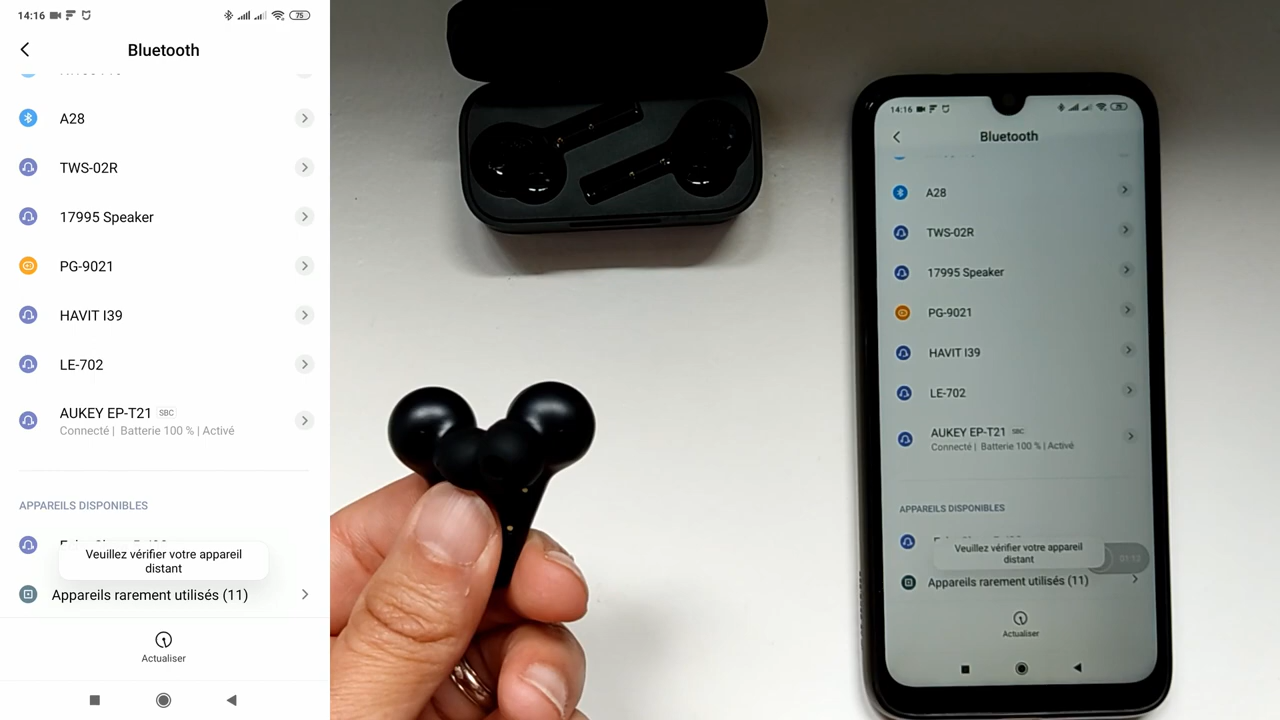 14:16
75
Bluetooth
A28
TWS-02R
17995 Speaker
PG-9021
HAVIT I39
LE-702
AUKEY EP-T21 SBC
Connecté | Batterie 100 % | Activé
APPAREILS DISPONIBLES
Veuillez vérifier votre appareil
distant
Appareils rarement utilisés (11)
Actualiser
14:16
75
Bluetooth
A28
TWS-02R
17995 Speaker
PG-9021
HAVIT I39
LE-702
AUKEY EP-T21 SBC
Connecté | Batterie 100 % | Activé
APPAREILS DISPONIBLES
Veuillez vérifier votre appareil
distant
Appareils rarement utilisés (11)
Actualiser